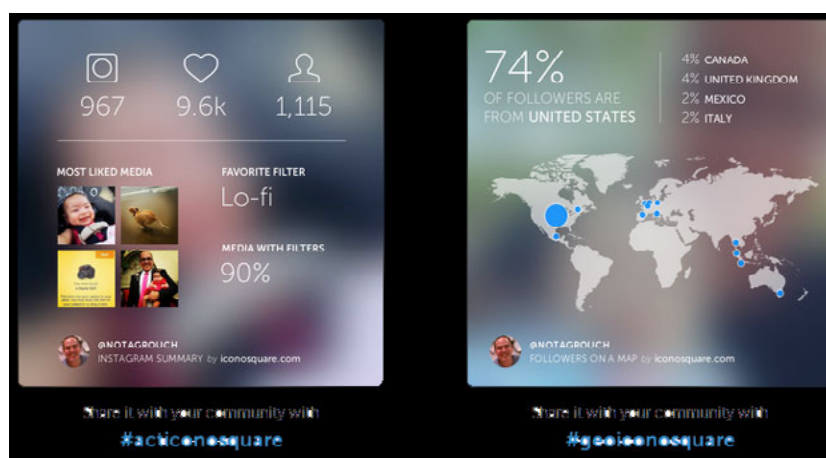 967 9.6k 1,115
MOST LIKED MEDIA
FAVORITE FILTER
Lo-fi
MEDIA WITH FILTERS
90%
@NOTAGROUCH
INSTAGRAM SUMMARY by iconosquare.com
Share it with your community with
#acticonosquare
74%
OF FOLLOWERS ARE
FROM UNITED STATES
4% CANADA
4% UNITED KINGDOM
2% MEXICO
2% ITALY
@NOTAGROUCH
FOLLOWERS ON A MAP by iconosquare.com
Share it with your community with
#geoiconosquare